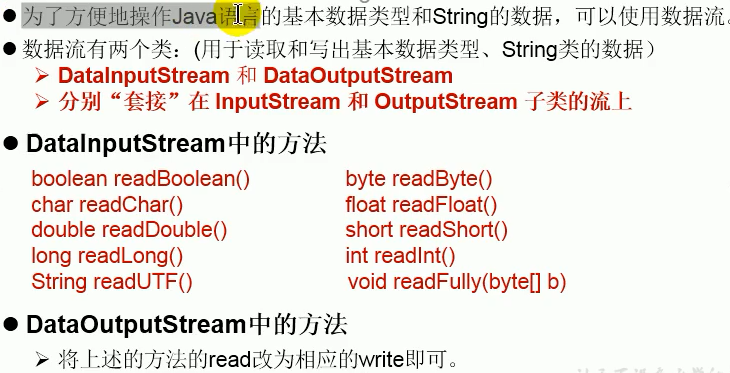 为了方便地操作Java语言的基本数据类型和String的数据，可以使用数据流。
数据流有两个类：(用于读取和写出基本数据类型、String类的数据）
DataInputStream 和 DataOutputStream
分别“套接”在 InputStream 和 OutputStream 子类的流上
DataInputStream中的方法
boolean readBoolean() byte readByte()
char readChar() float readFloat()
double readDouble() short readShort()
long readLong() int readInt()
String readUTF() void readFully(byte[] b)
DataOutputStream中的方法
将上述的方法的read改为相应的write即可。